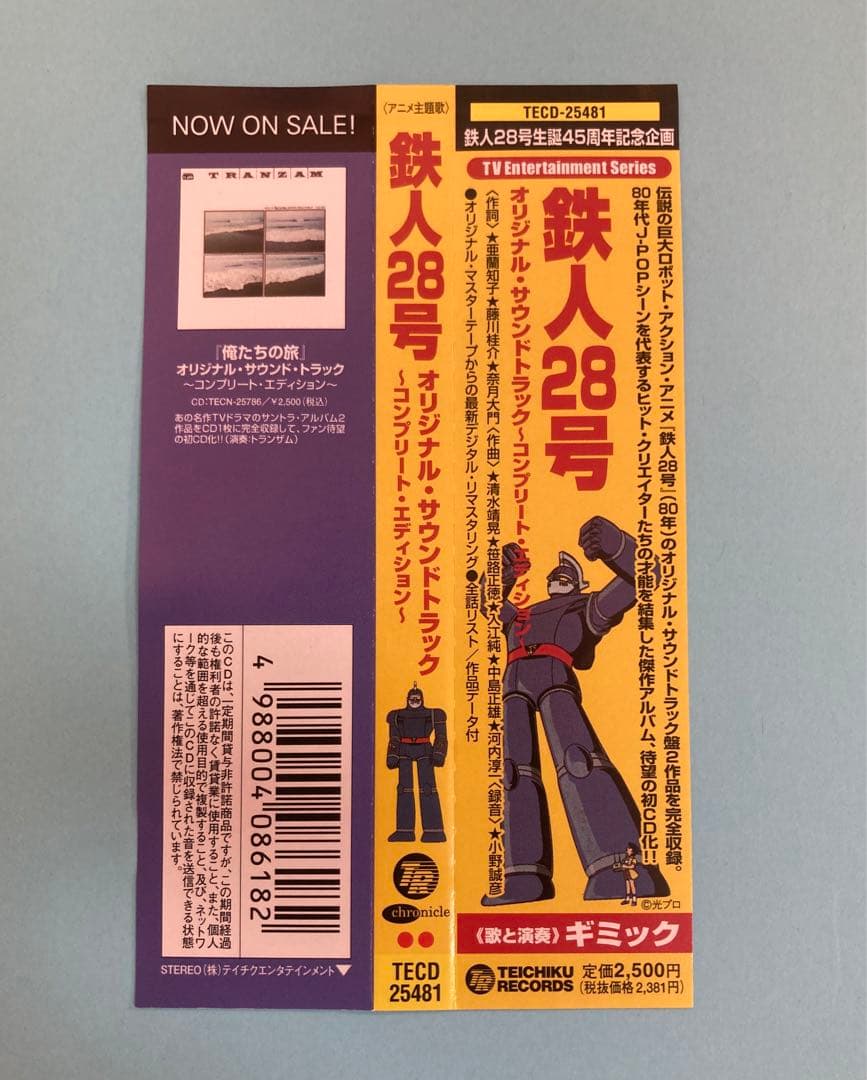 NOW ON SALE!
TRANZAM
『俺たちの旅』
オリジナル・サウンド・トラック
〜コンプリート・エディション〜
CD:TECN-25786/¥2,500(税込)
あの名作TVドラマのサントラ・アルバム2
作品をCD1枚に完全収録して、ファン待望
の初CD化!!(演奏:トランザム)
このCDは、一定期間貸与非許諾商品ですが、この期間経過
後も権利者の許諾なく賃貸業に使用すること、また、個人
的な範囲を超える使用目的で複製すること、及び、ネットワ
ーク等を通じてこのCDに収録された音を送信できる状態
にすることは、著作権法で禁じられています。
4 988004 086182
STEREO (株)テイチクエンタテインメント▼
〈アニメ主題歌〉
鉄人28号
オリジナル・サウンドトラック
〜コンプリート・エディション〜
TEICHIKU
chronicle
TECD
25481
TECD-25481
鉄人28号生誕45周年記念企画
TV Entertainment Series
伝説の巨大ロボット・アクション・アニメ「鉄人28号」(80年)のオリジナル・サウンドトラック盤2作品を完全収録。
80年代J-POPシーンを代表するヒット・クリエイターたちの才能を結集した傑作アルバム、待望の初CD化!!
鉄人28号
オリジナル・サウンドトラック〜コンプリート・エディション〜
〈作詞〉★亜蘭知子★藤川桂介★奈月大門〈作曲〉★清水靖晃★笹路正徳★入江純★中島正雄★河内淳一〈録音〉★小野誠彦
●オリジナル・マスターテープからの最新デジタル・リマスタリング●全話リスト/作品データ付
©光プロ
《歌と演奏》ギミック
TEICHIKU
RECORDS
定価2,500円
(税抜価格2,381円)